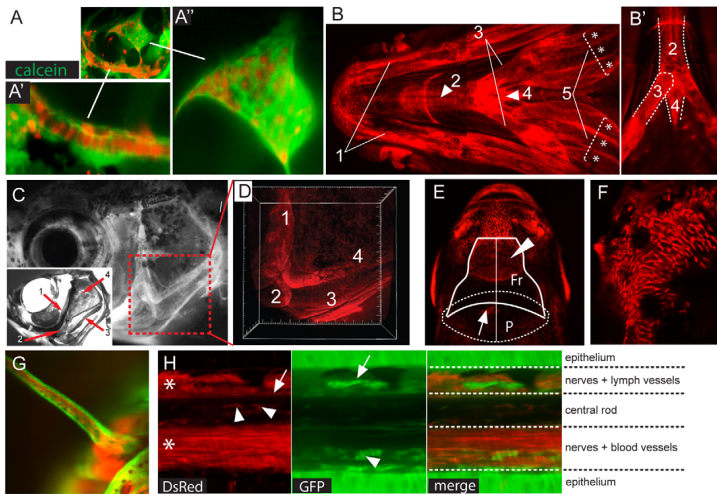 A
calcein
A'
A''
B
1
2
3
4
5
* * *
* * *
B'
2
3
4
C
1
2
3
4
D
1
2
3
4
E
Fr
P
F
G
H
*
*
DsRed
GFP
merge
epithelium
nerves + lymph vessels
central rod
nerves + blood vessels
epithelium